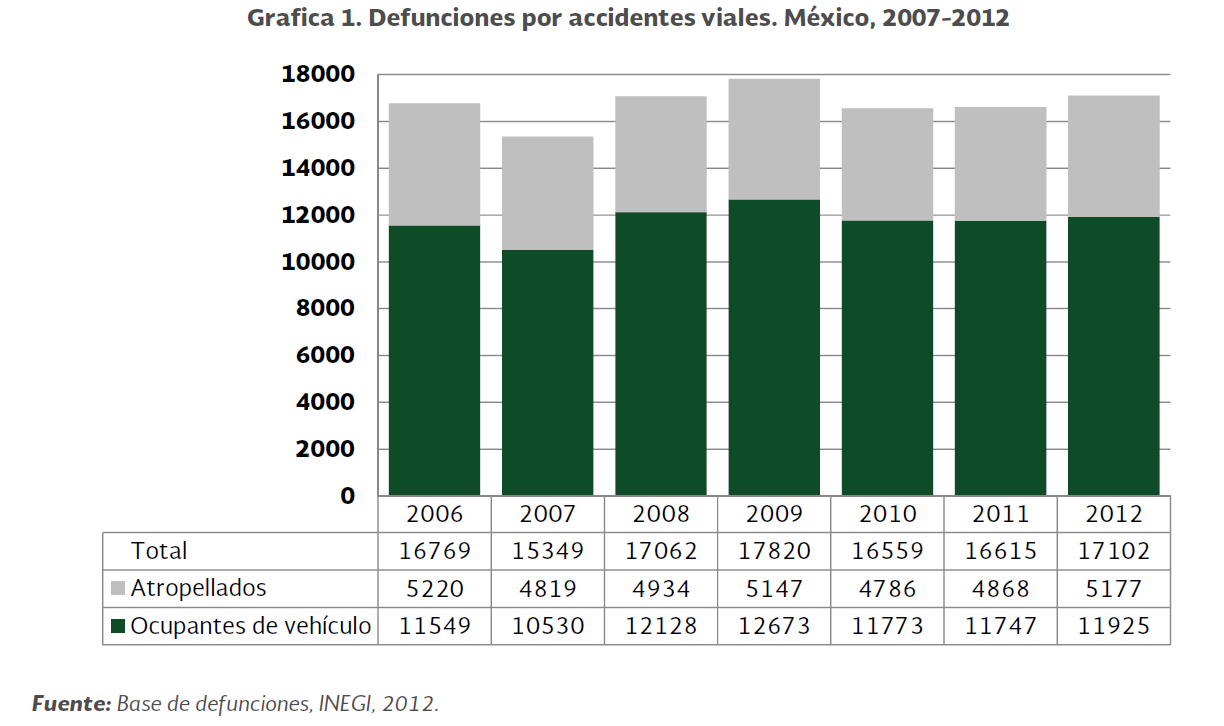 Grafica 1. Defunciones por accidentes viales. México, 2007-2012
18000
16000
14000
12000
10000
8000
6000
4000
2000
0
2006 2007 2008 2009 2010 2011 2012
Total 16769 15349 17062 17820 16559 16615 17102
Atropellados 5220 4819 4934 5147 4786 4868 5177
Ocupantes de vehículo 11549 10530 12128 12673 11773 11747 11925
Fuente: Base de defunciones, INEGI, 2012.